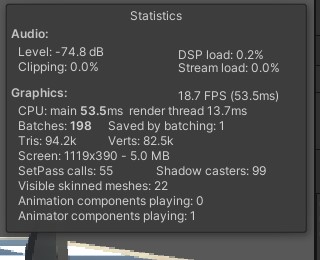 Statistics
Audio:
Level: -74.8 dB DSP load: 0.2%
Clipping: 0.0% Stream load: 0.0%
Graphics: 18.7 FPS (53.5ms)
CPU: main 53.5ms render thread 13.7ms
Batches: 198 Saved by batching: 1
Tris: 94.2k Verts: 82.5k
Screen: 1119x390 - 5.0 MB
SetPass calls: 55 Shadow casters: 99
Visible skinned meshes: 22
Animation components playing: 0
Animator components playing: 1